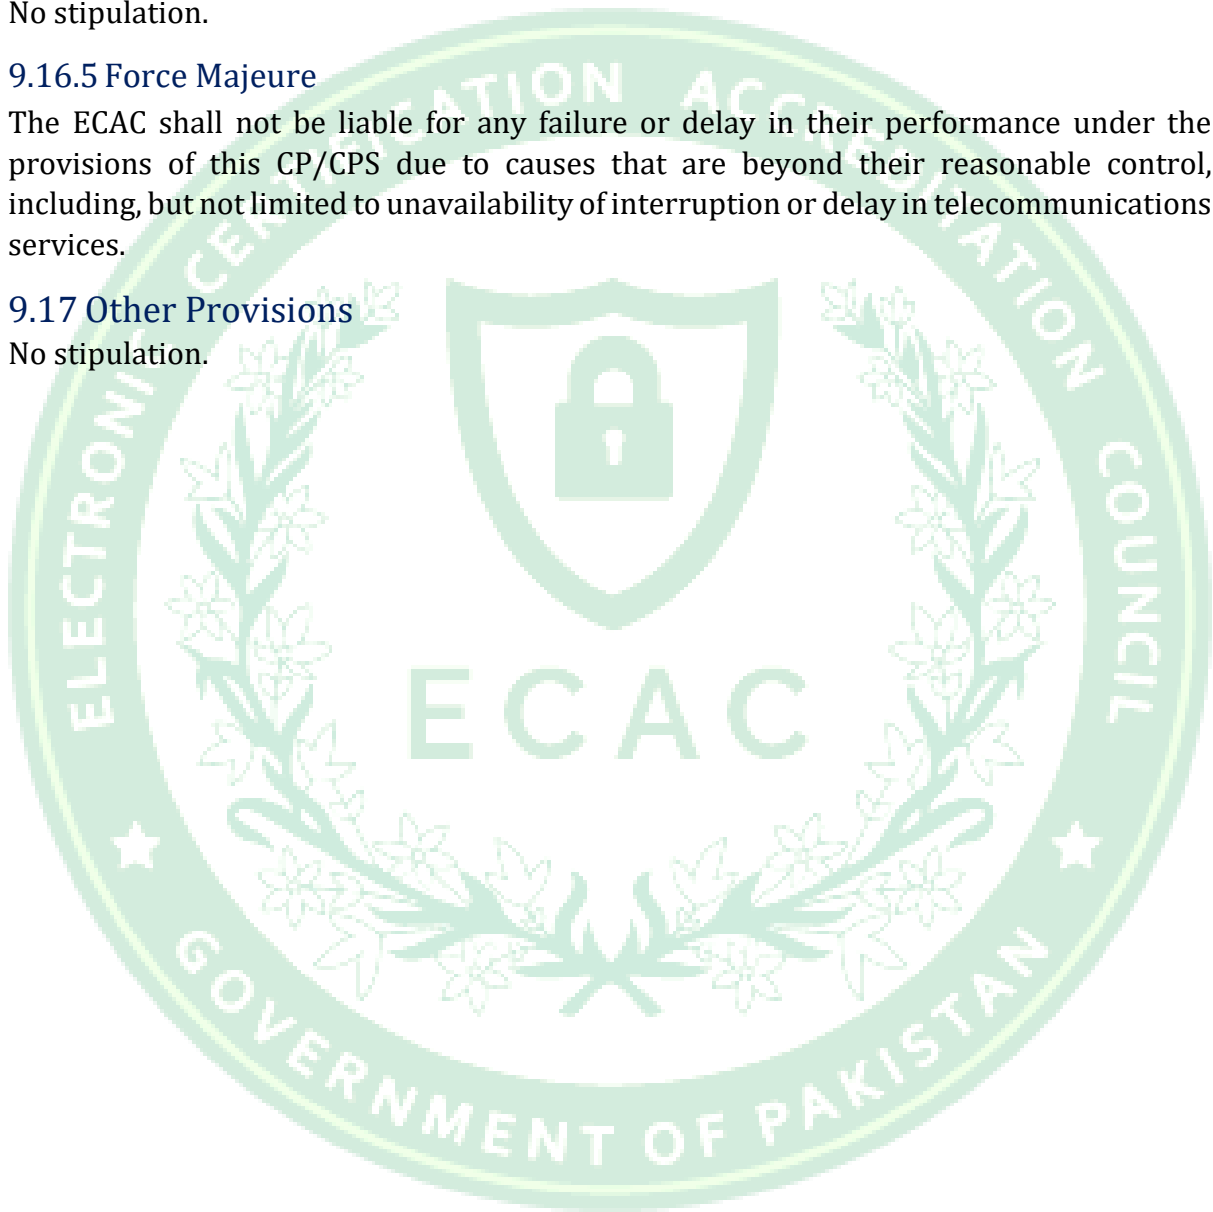 No stipulation.
9.16.5 Force Majeure
The ECAC shall not be liable for any failure or delay in their performance under the
provisions of this CP/CPS due to causes that are beyond their reasonable control,
including, but not limited to unavailability of interruption or delay in telecommunications
services.
9.17 Other Provisions
No stipulation.
ELECTRONIC CERTIFICATION ACCREDITATION COUNCIL
ECAC
GOVERNMENT OF PAKISTAN